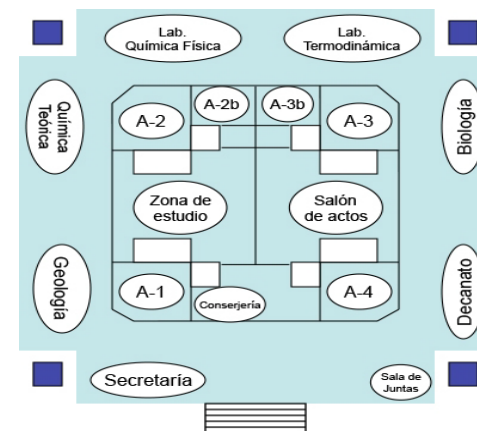 Lab.
Química Física
Lab.
Termodinámica
Química
Teórica
A-2
A-2b
A-3b
A-3
Biología
Zona de
estudio
Salón
de actos
Geología
A-1
Conserjería
A-4
Decanato
Secretaría
Sala de
Juntas